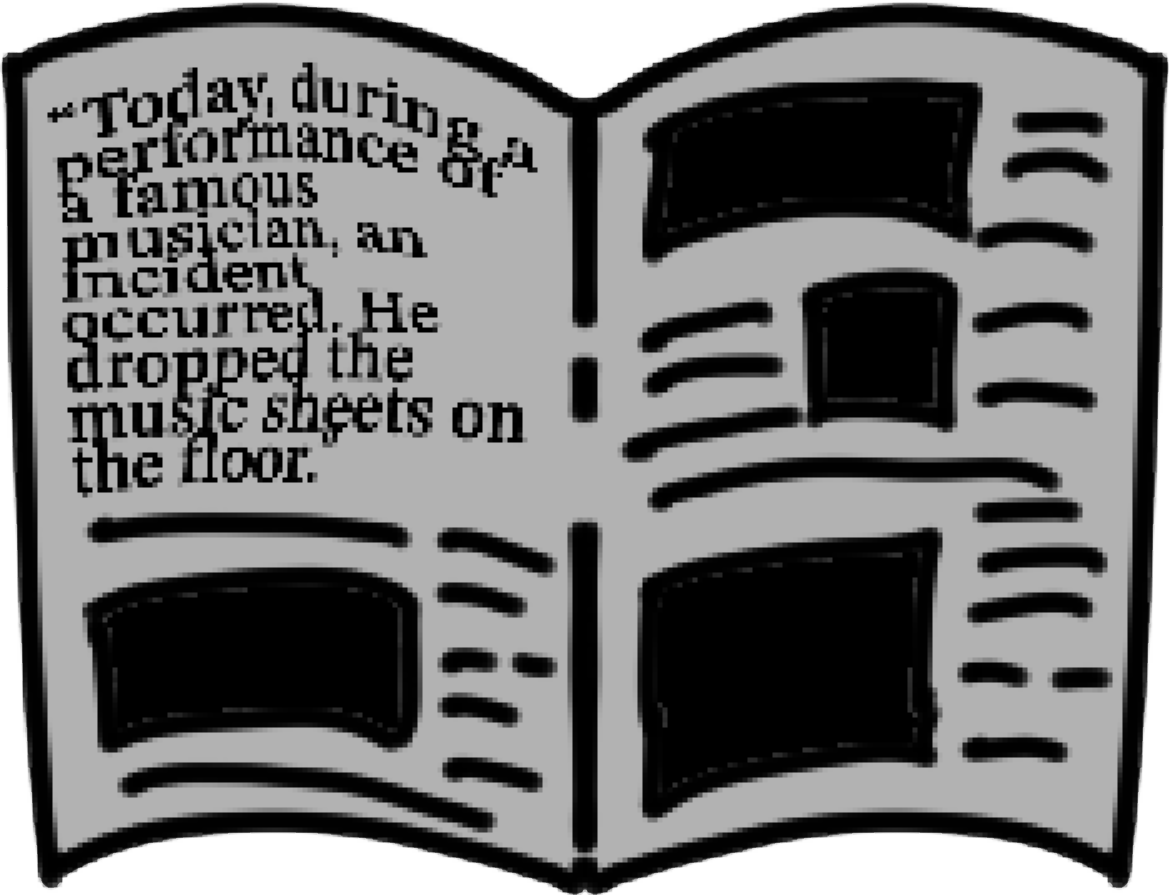 “Today, during a
performance of
a famous
musician, an
incident
occurred. He
dropped the
music sheets on
the floor.”